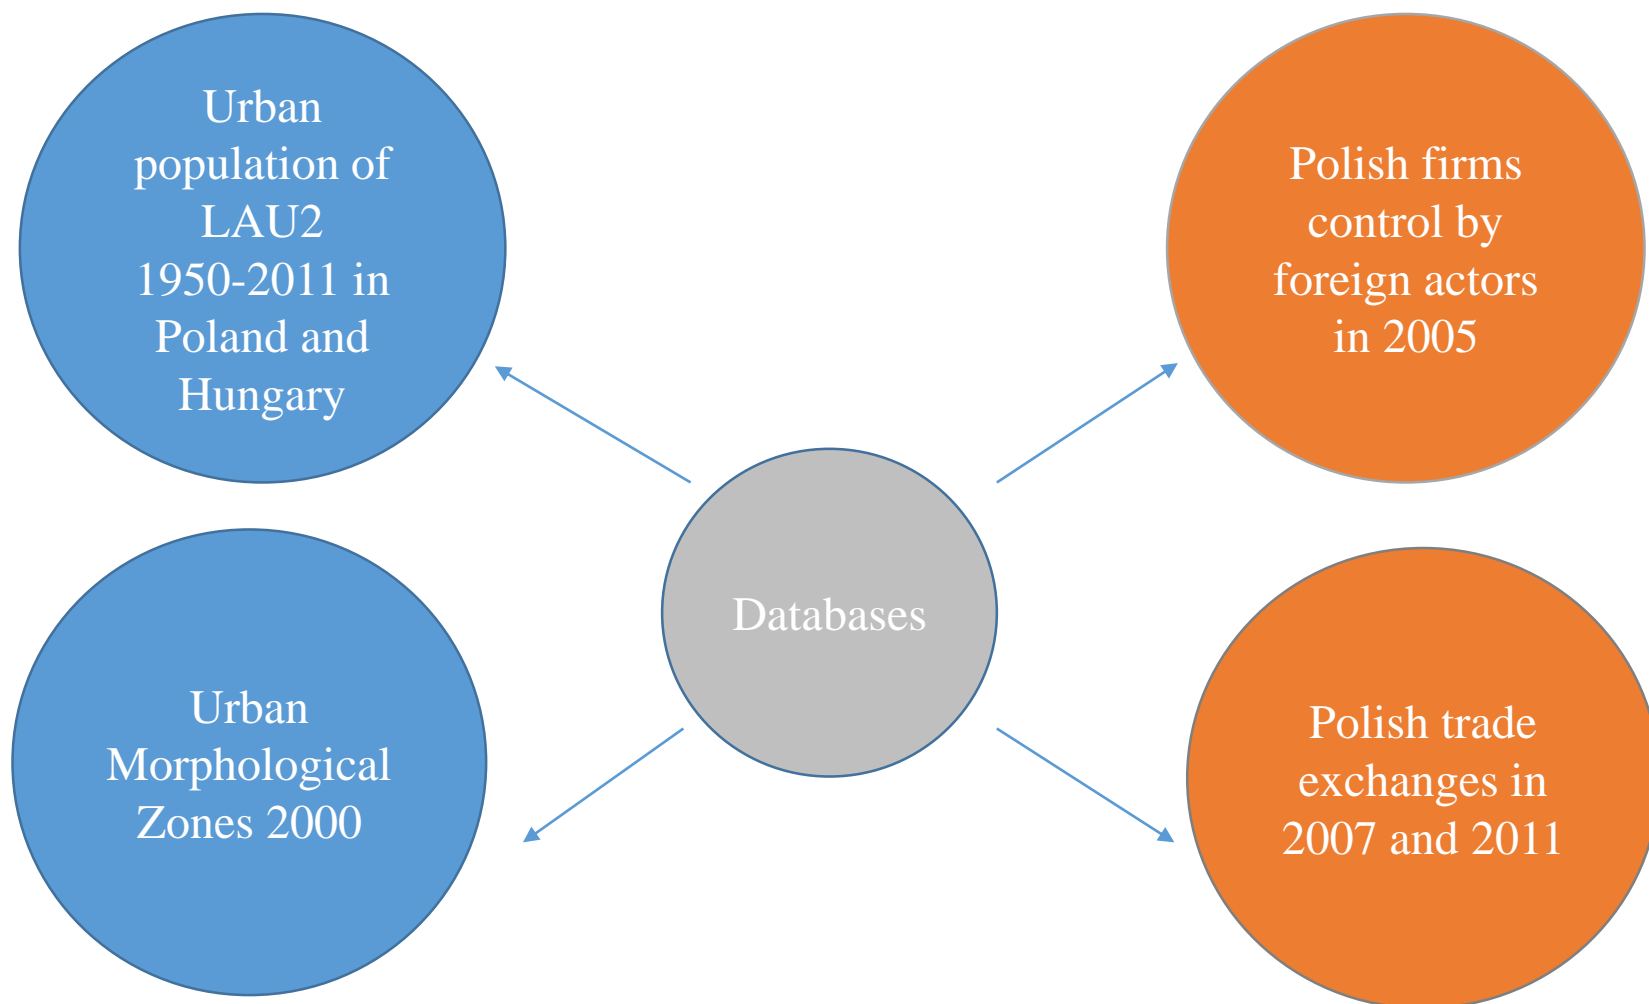 Urban
population of
LAU2
1950-2011 in
Poland and
Hungary
Polish firms
control by
foreign actors
in 2005
Databases
Urban
Morphological
Zones 2000
Polish trade
exchanges in
2007 and 2011